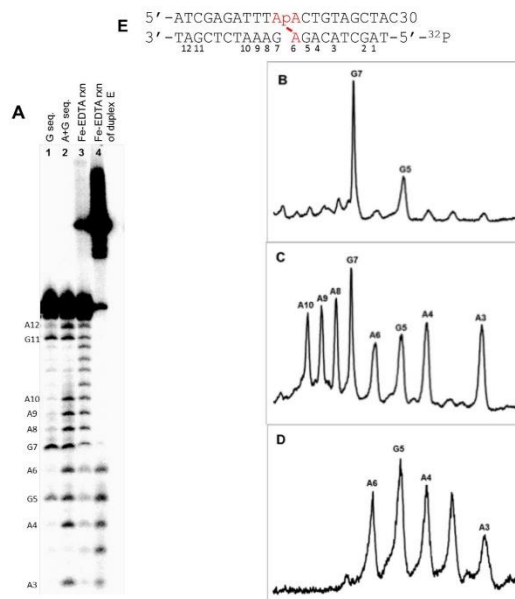 E
5′-ATCGAGATTTApACTGTAGCTAC30
3′-TAGCTCTAAAG AGACATCGAT-5′-³²P
12 11 10 9 8 7 6 5 4 3 2 1
A
G seq.
A+G seq.
Fe-EDTA rxn
Fe-EDTA rxn
of duplex E
1 2 3 4
A12
G11
A10
A9
A8
G7
A6
G5
A4
A3
B
G7
G5
C
A10 A9 A8 G7 A6 G5 A4 A3
D
A6 G5 A4 A3